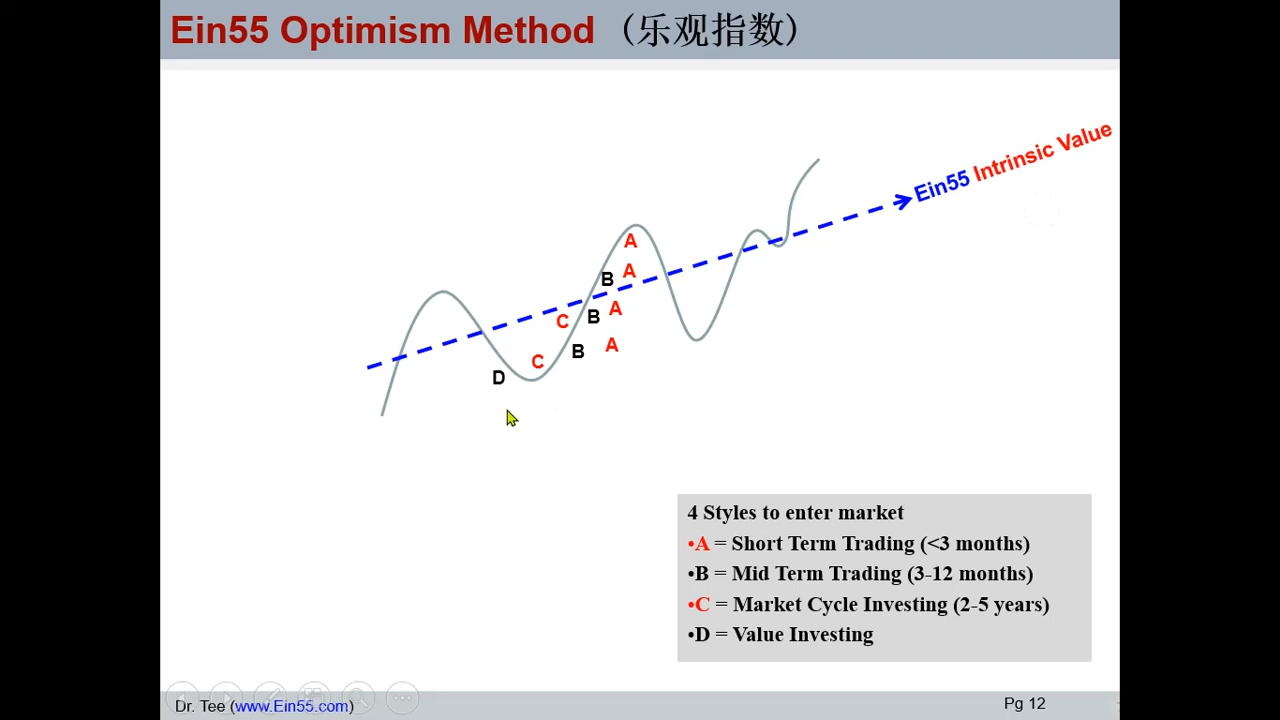 Ein55 Optimism Method （乐观指数）
Ein55 Intrinsic Value
A
B A
C B A
C B A
D
4 Styles to enter market
•A = Short Term Trading (<3 months)
•B = Mid Term Trading (3-12 months)
•C = Market Cycle Investing (2-5 years)
•D = Value Investing
Dr. Tee (www.Ein55.com)
Pg 12